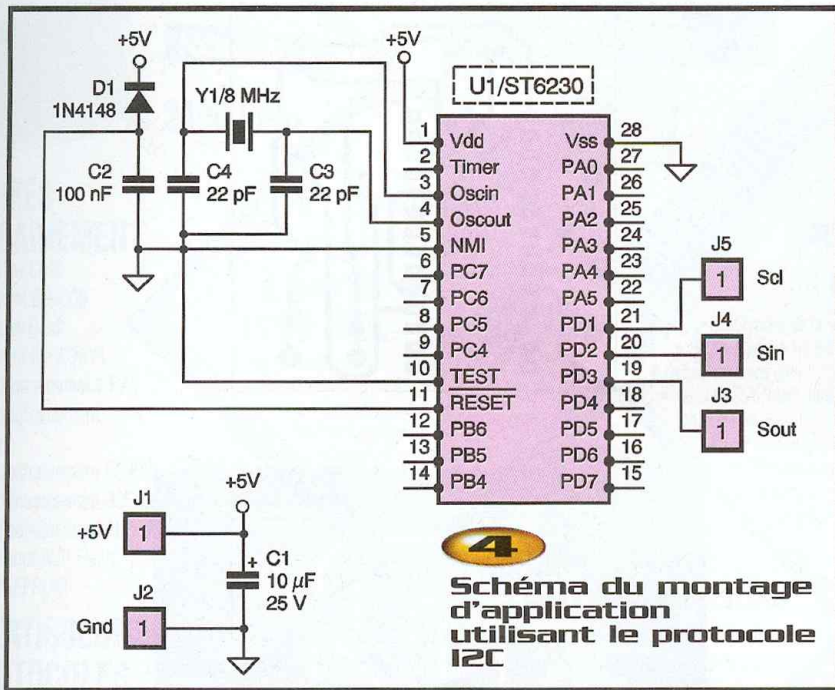 +5V
D1
1N4148
C2
100 nF
Y1/8 MHz
C4
22 pF
C3
22 pF
+5V
U1/ST6230
1 Vdd
2 Timer
3 Oscin
4 Oscout
5 NMI
6 PC7
7 PC6
8 PC5
9 PC4
10 TEST
11 RESET
12 PB6
13 PB5
14 PB4
Vss 28
PA0 27
PA1 26
PA2 25
PA3 24
PA4 23
PA5 22
PD1 21
PD2 20
PD3 19
PD4 18
PD5 17
PD6 16
PD7 15
J5
1 Scl
J4
1 Sin
J3
1 Sout
J1
+5V 1
J2
Gnd 1
+5V
+ C1
10 µF
25 V
4
Schéma du montage
d'application
utilisant le protocole
I2C